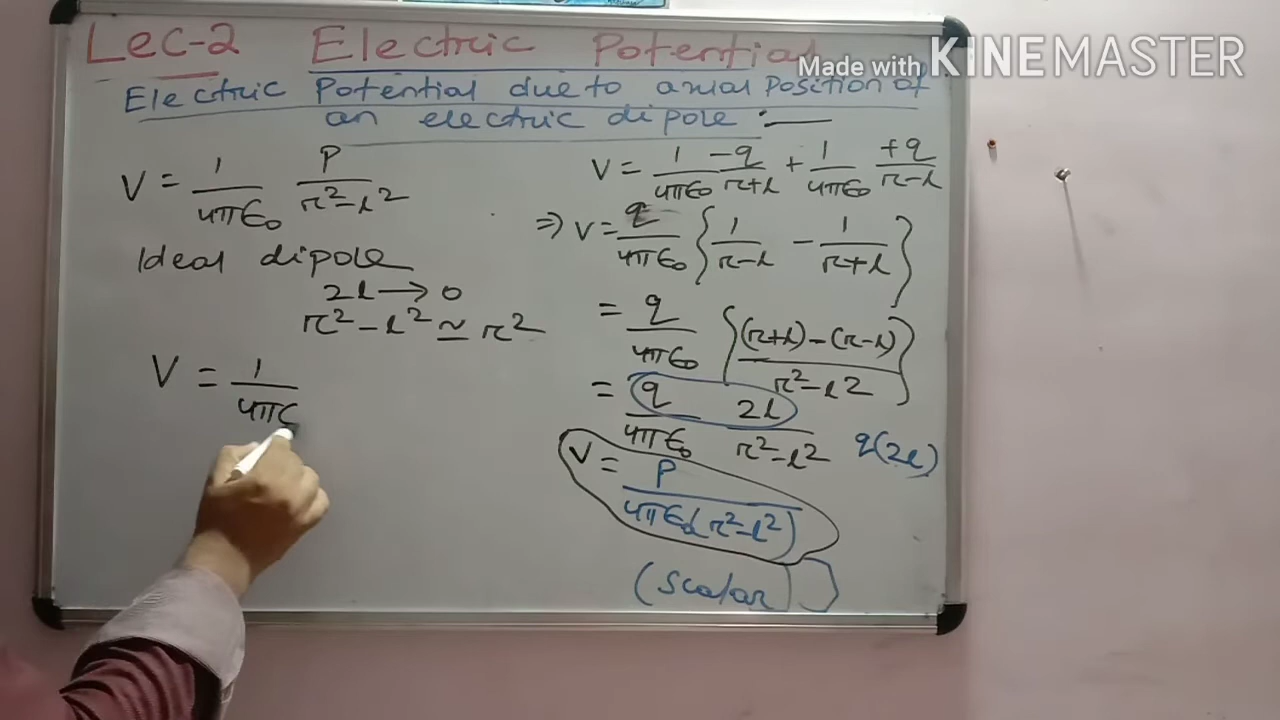 Lec-2 Electric Potential
Made with KINEMASTER
Electric Potential due to axial Position of
an electric dipole :—
V = 1/4πϵ₀ P/r²-l²
Ideal dipole
2l → 0
r² - l² ≃ r²
V = 1/4πϵ
V = 1/4πϵ₀ -q/r+l + 1/4πϵ₀ +q/r-l
⇒ V = q/4πϵ₀ {1/r-l - 1/r+l}
= q/4πϵ₀ {(r+l) - (r-l)/r²-l²}
= q/4πϵ₀ 2l/r²-l² q(2l)
V = P/4πϵ₀(r²-l²)
(Scalar)